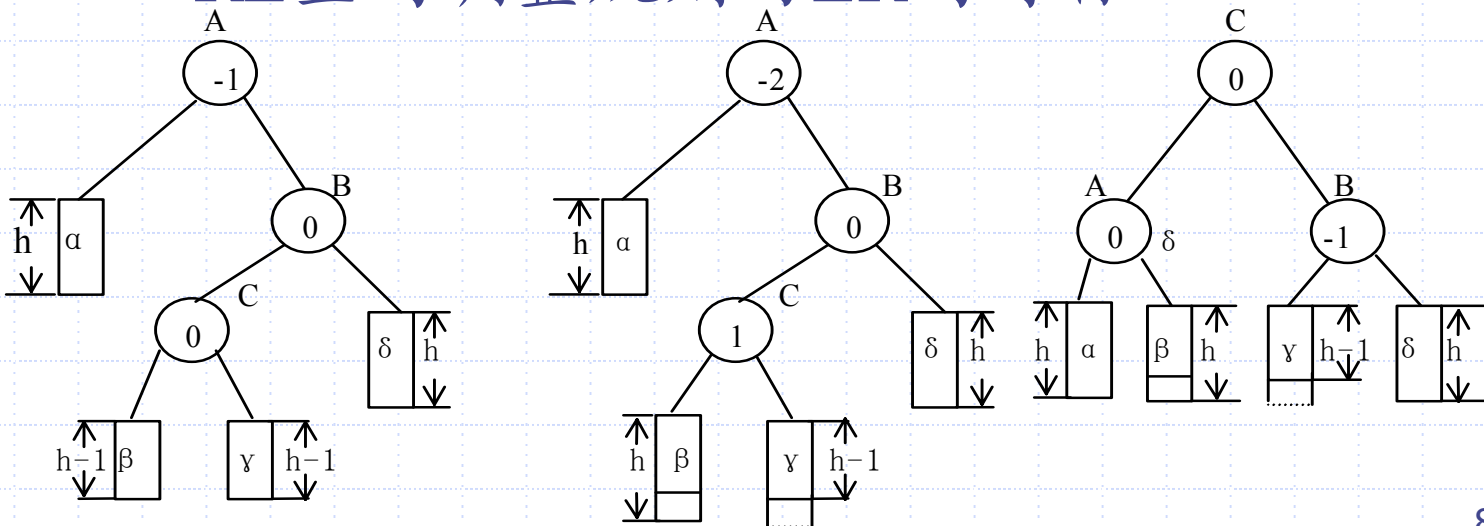 A A C
-1 -2 0
B B A B
h α 0 h α 0 0 δ -1
C C
0 δ h 1 δ h h α β h γ h-1 δ h
h-1 β γ h-1 h β γ h-1